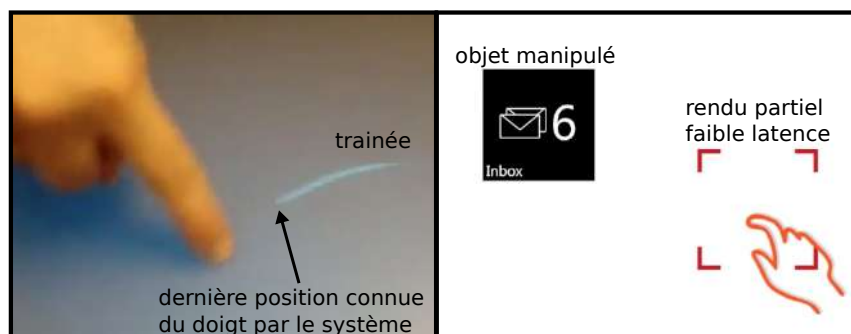 trainée
dernière position connue
du doigt par le système
objet manipulé
6
Inbox
rendu partiel
faible latence